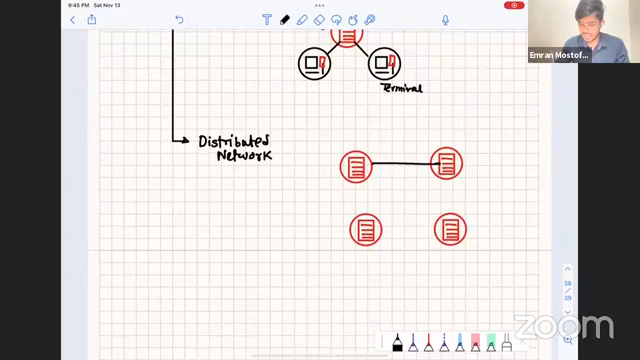 9:45 PM Sat Nov 13
Emran Mostof...
Terminal
Distributed
Network
38
39
zoom